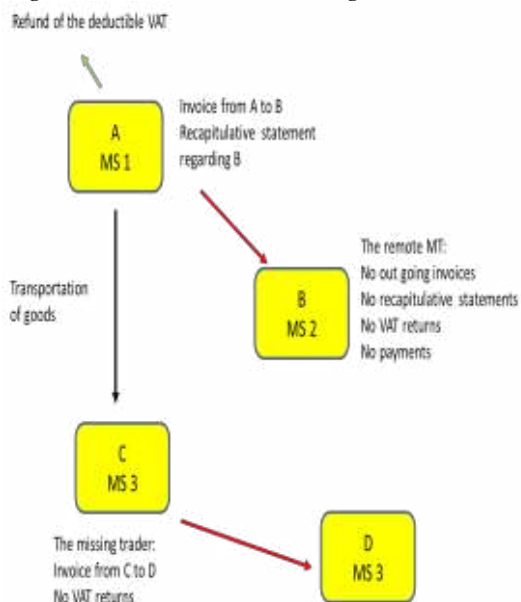 Refund of the deductible VAT
A
MS 1
Invoice from A to B
Recapitulative statement
regarding B
Transportation
of goods
B
MS 2
The remote MT:
No out going invoices
No recapitulative statements
No VAT returns
No payments
C
MS 3
The missing trader:
Invoice from C to D
No VAT returns
D
MS 3